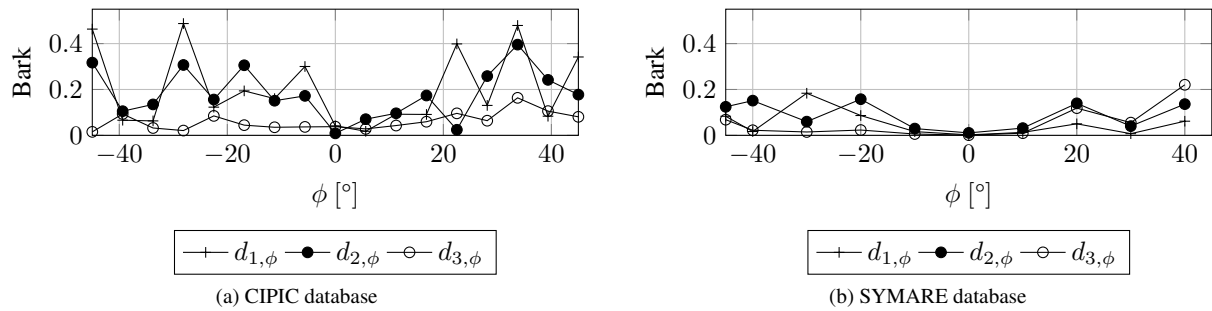 Bark
0.4
0.2
0
−40
−20
0
20
40
ϕ [°]
d1,ϕ d2,ϕ d3,ϕ
(a) CIPIC database
Bark
0.4
0.2
0
−40
−20
0
20
40
ϕ [°]
d1,ϕ d2,ϕ d3,ϕ
(b) SYMARE database